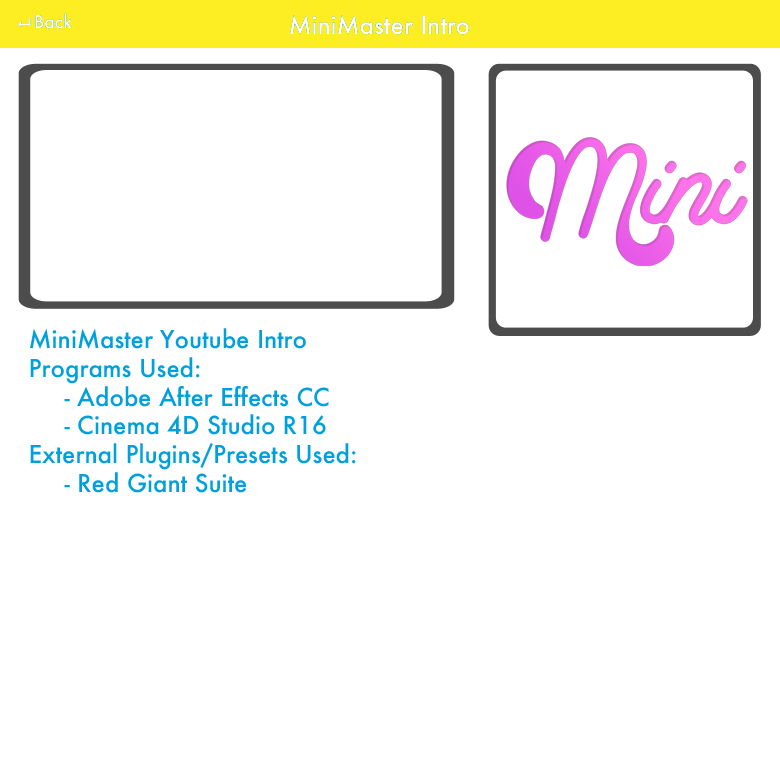 ↵ Back
MiniMaster Intro
Mini
MiniMaster Youtube Intro
Programs Used:
- Adobe After Effects CC
- Cinema 4D Studio R16
External Plugins/Presets Used:
- Red Giant Suite